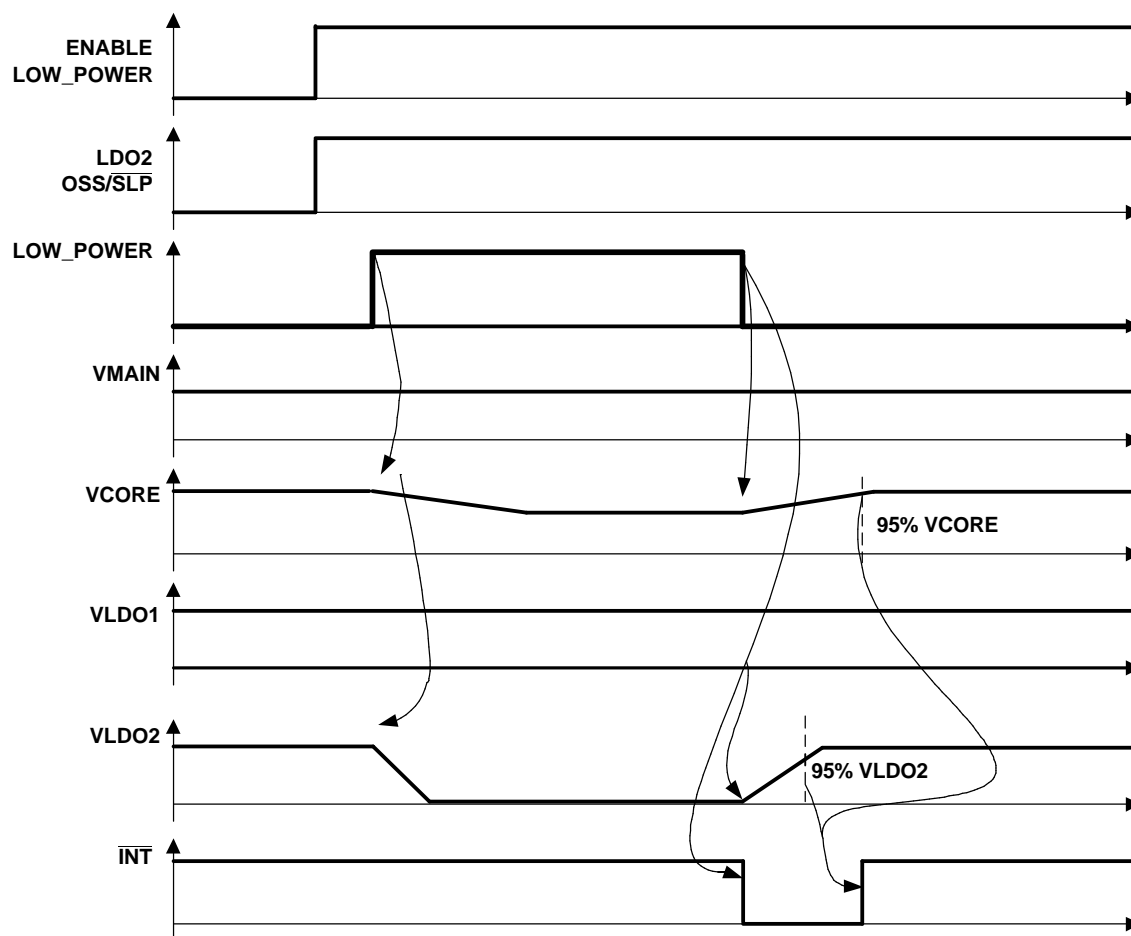 ENABLE
LOW_POWER
LDO2
OSS/SLP
LOW_POWER
VMAIN
VCORE
95% VCORE
VLDO1
VLDO2
95% VLDO2
INT